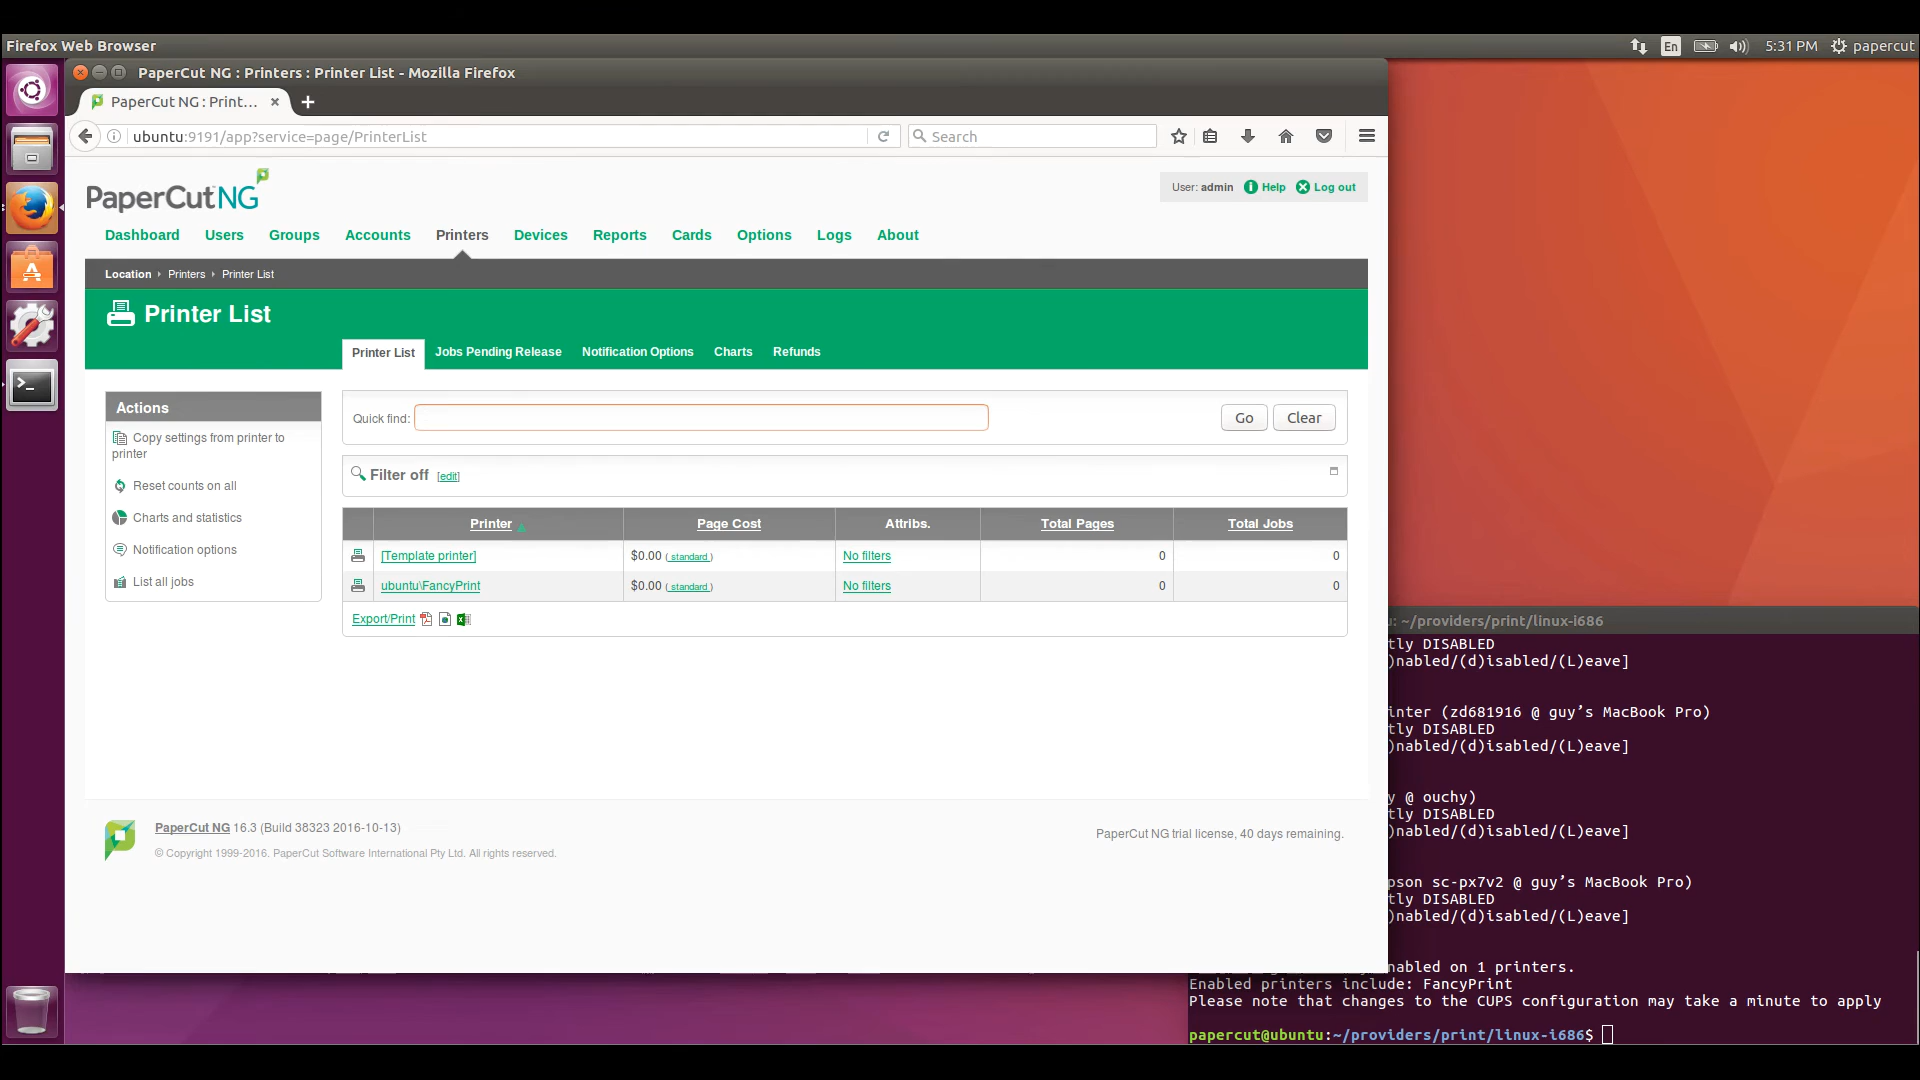 Firefox Web Browser
En
5:31 PM
papercut
PaperCut NG : Printers : Printer List - Mozilla Firefox
PaperCut NG : Print...
ubuntu:9191/app?service=page/PrinterList
Search
PaperCut NG
User: admin
Help
Log out
Dashboard Users Groups Accounts Printers Devices Reports Cards Options Logs About
Location Printers Printer List
Printer List
Printer List Jobs Pending Release Notification Options Charts Refunds
Actions
Copy settings from printer to
printer
Reset counts on all
Charts and statistics
Notification options
List all jobs
Quick find:
Go
Clear
Filter off [edit]
Printer Page Cost Attribs. Total Pages Total Jobs
[Template printer] $0.00 ( standard ) No filters 0 0
ubuntu\FancyPrint $0.00 ( standard ) No filters 0 0
Export/Print
PaperCut NG 16.3 (Build 38323 2016-10-13)
© Copyright 1999-2016. PaperCut Software International Pty Ltd. All rights reserved.
PaperCut NG trial license, 40 days remaining.
: ~/providers/print/linux-i686
tly DISABLED
)nabled/(d)isabled/(L)eave]
inter (zd681916 @ guy’s MacBook Pro)
tly DISABLED
)nabled/(d)isabled/(L)eave]
y @ ouchy)
tly DISABLED
)nabled/(d)isabled/(L)eave]
pson sc-px7v2 @ guy’s MacBook Pro)
tly DISABLED
)nabled/(d)isabled/(L)eave]
nabled on 1 printers.
Enabled printers include: FancyPrint
Please note that changes to the CUPS configuration may take a minute to apply
papercut@ubuntu:~/providers/print/linux-i686$